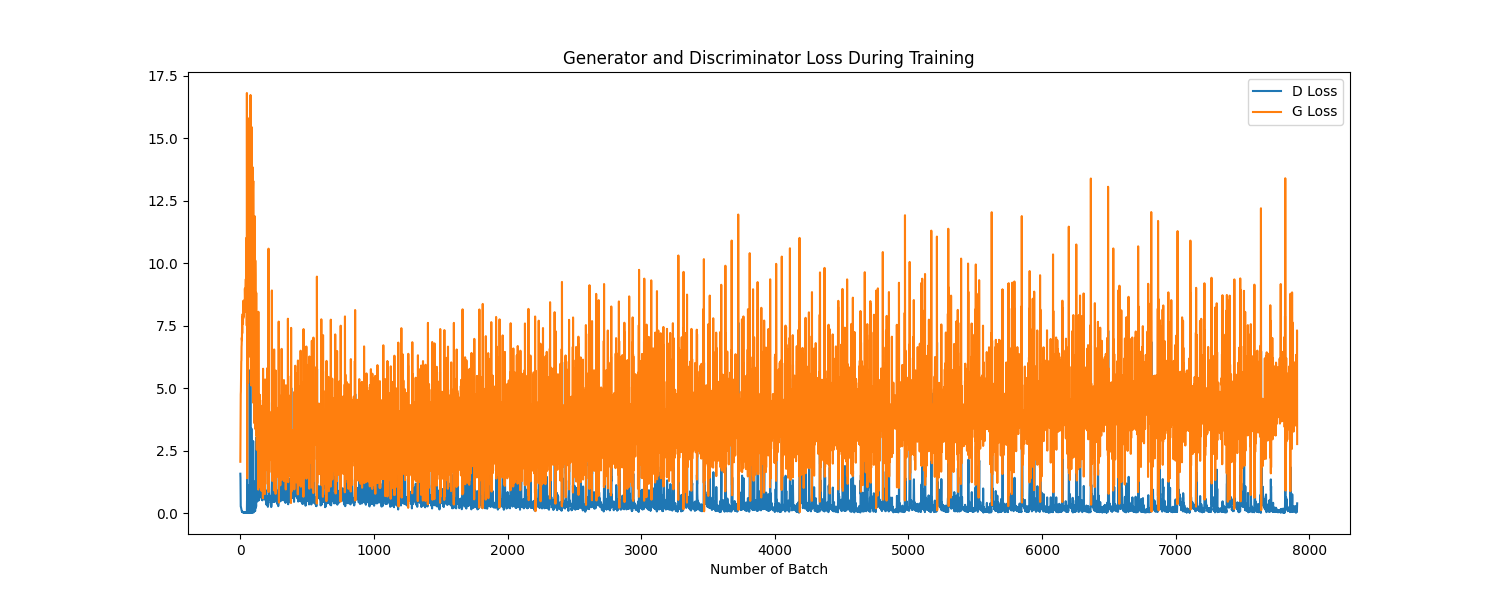 Generator and Discriminator Loss During Training
17.5
15.0
12.5
10.0
7.5
5.0
2.5
0.0
D Loss
G Loss
0 1000 2000 3000 4000 5000 6000 7000 8000
Number of Batch